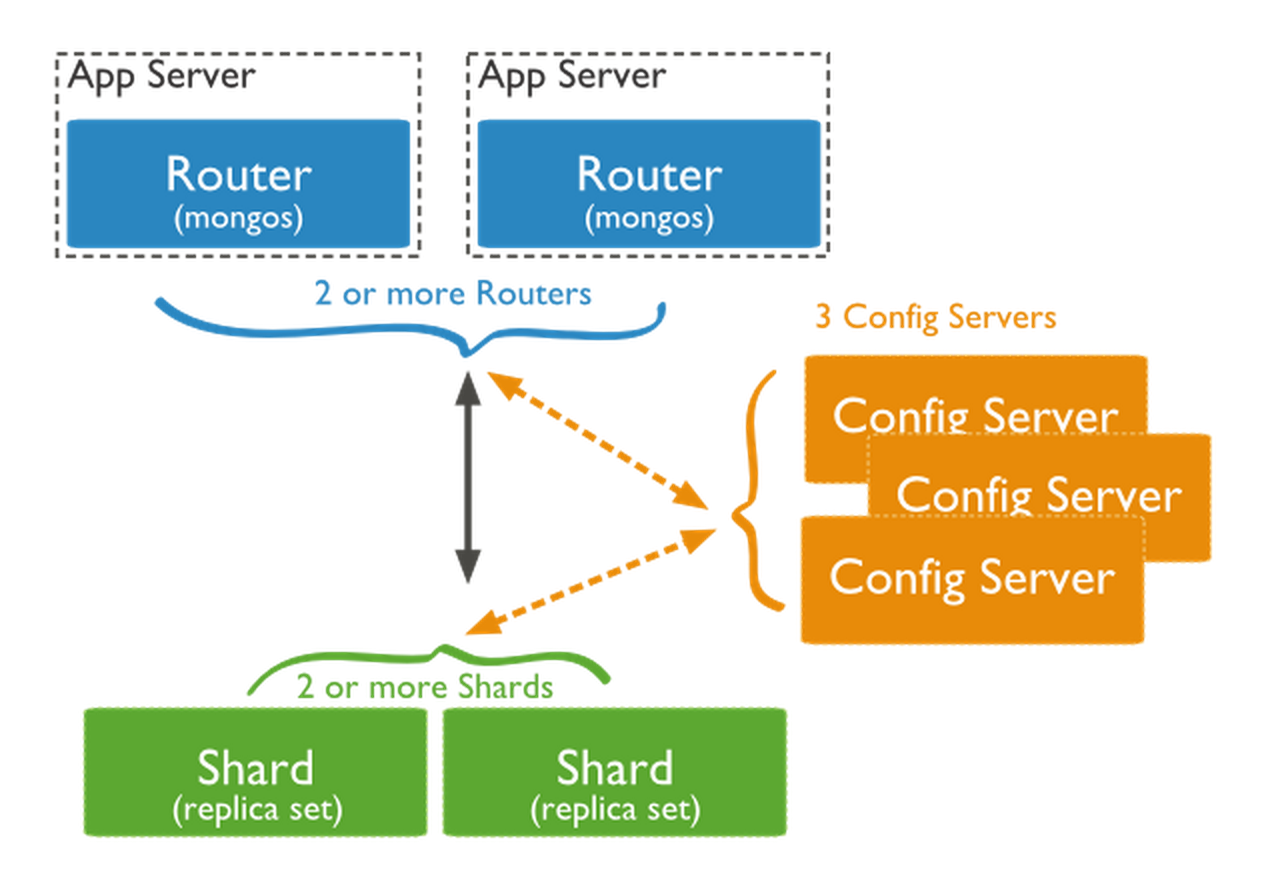 App Server
Router
(mongos)
App Server
Router
(mongos)
2 or more Routers
3 Config Servers
Config Server
Config Server
Config Server
2 or more Shards
Shard
(replica set)
Shard
(replica set)